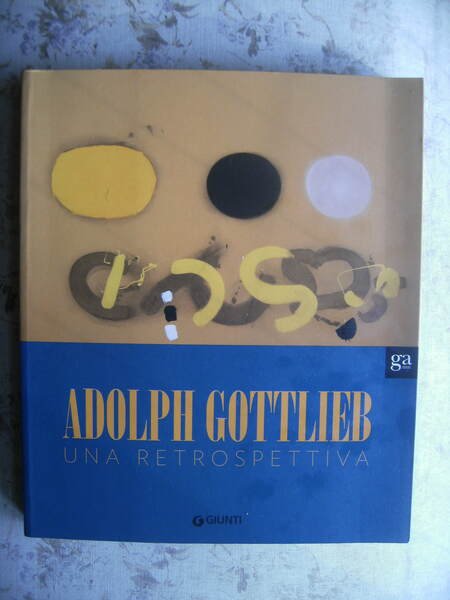 ga
ADOLPH GOTTLIEB
UNA RETROSPETTIVA
GIUNTI